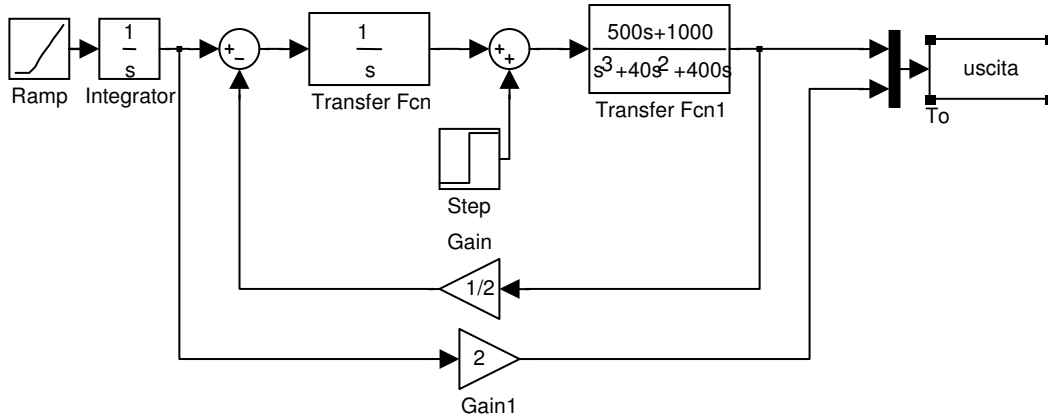 1
s
1
s
500s+1000
s3+40s2+400s
uscita
Ramp
Integrator
Transfer Fcn
Transfer Fcn1
To
Step
Gain
1/2
2
Gain1